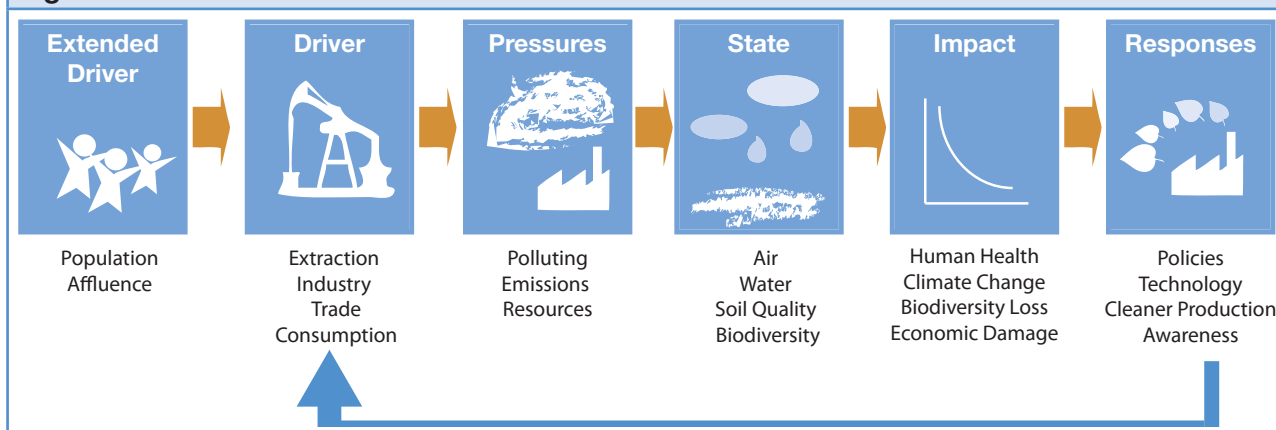 Extended
Driver
Driver
Pressures
State
Impact
Responses
Population
Affluence
Extraction
Industry
Trade
Consumption
Polluting
Emissions
Resources
Air
Water
Soil Quality
Biodiversity
Human Health
Climate Change
Biodiversity Loss
Economic Damage
Policies
Technology
Cleaner Production
Awareness